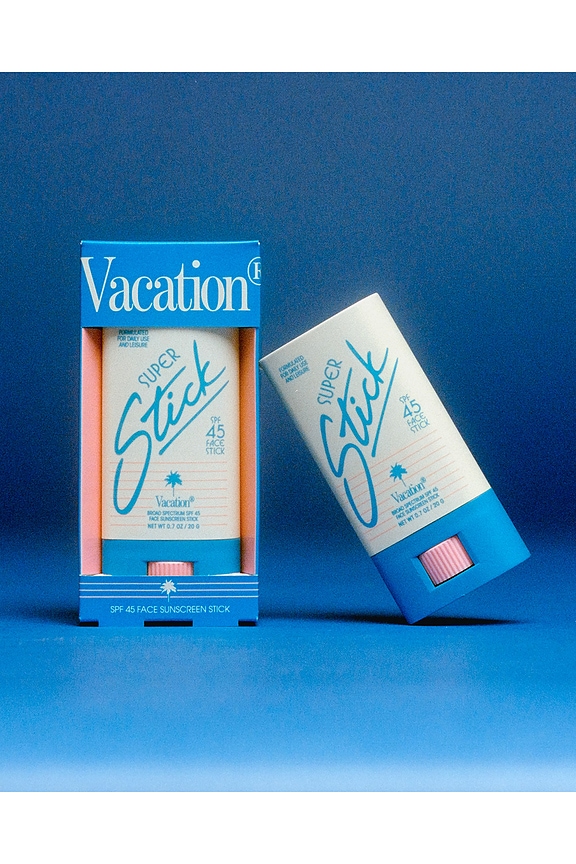 Vacation®
FORMULATED
FOR DAILY USE
AND LEISURE
SUPER
Stick
SPF
45
FACE
STICK
Vacation®
BROAD SPECTRUM SPF 45
FACE SUNSCREEN STICK
NET WT 0.7 OZ / 20 G
SPF 45 FACE SUNSCREEN STICK
FORMULATED
FOR DAILY USE
AND LEISURE
SUPER
Stick
SPF
45
FACE
STICK
Vacation®
BROAD SPECTRUM SPF 45
FACE SUNSCREEN STICK
NET WT 0.7 OZ / 20 G